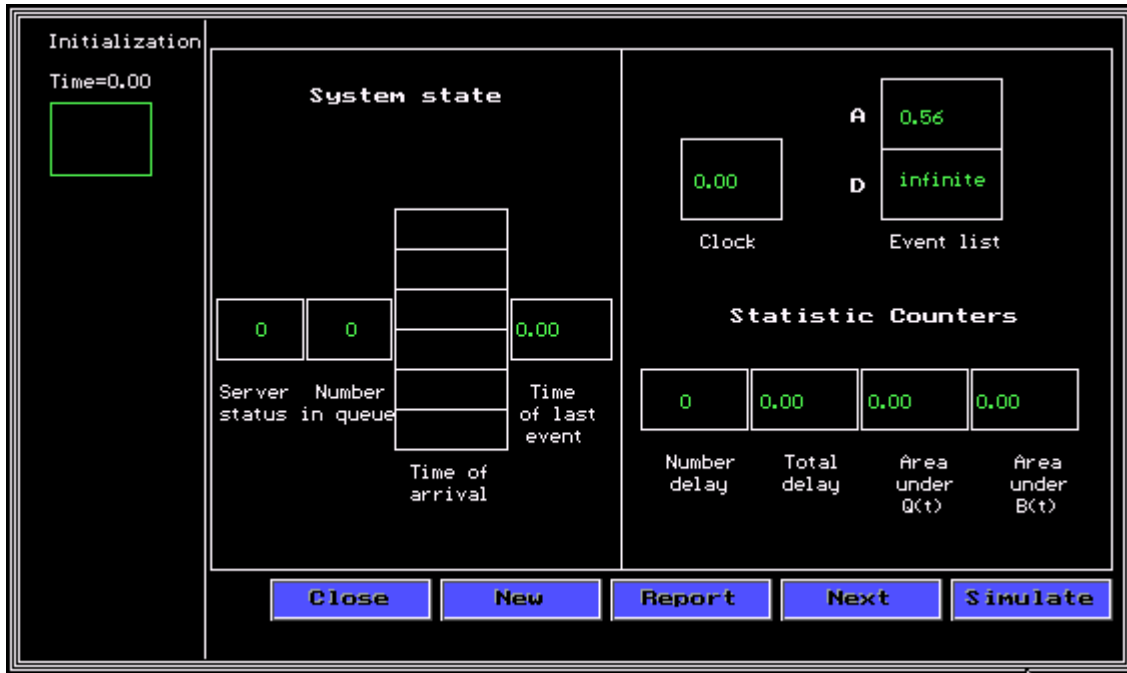 Initialization
Time=0.00
System state
0
0
0.00
Server
status
Number
in queue
Time of
arrival
Time
of last
event
A
0.56
0.00
D
infinite
Clock
Event list
Statistic Counters
0
0.00
0.00
0.00
Number
delay
Total
delay
Area
under
Q(t)
Area
under
B(t)
Close
New
Report
Next
Simulate